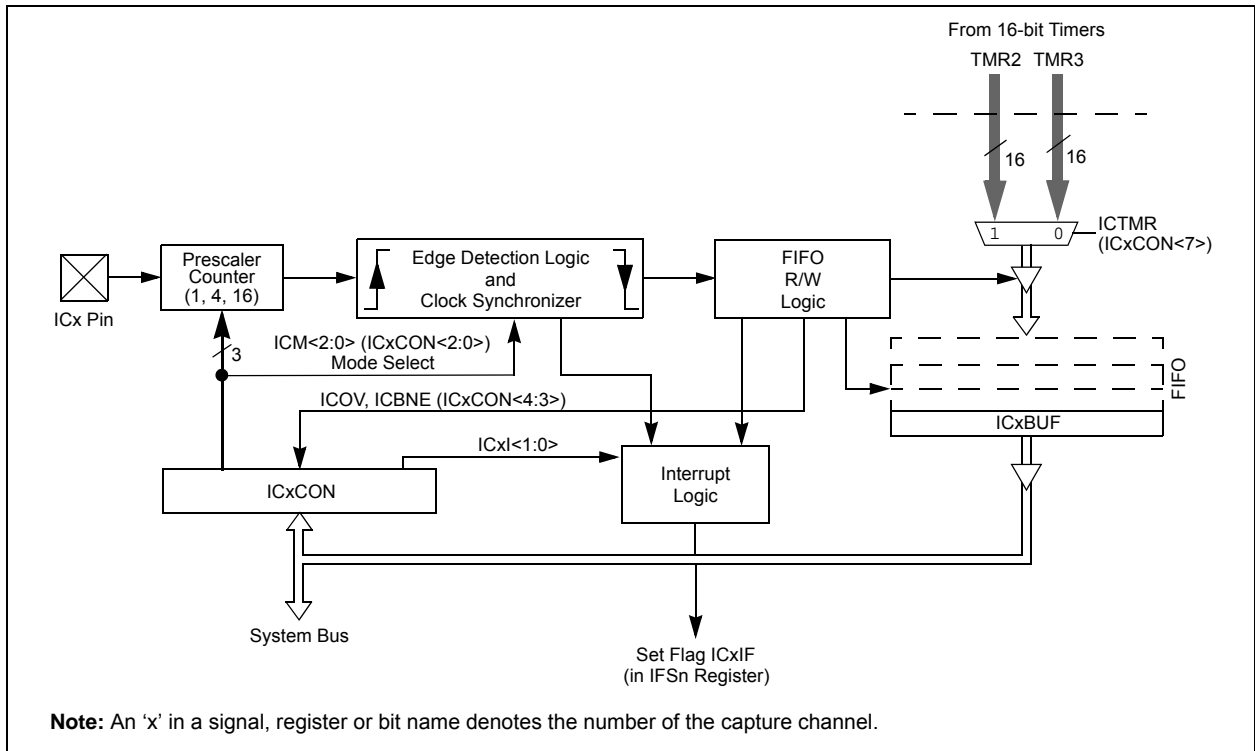 From 16-bit Timers
TMR2 TMR3
16 16
1 0
ICTMR
(ICxCON<7>)
Prescaler
Counter
(1, 4, 16)
Edge Detection Logic
and
Clock Synchronizer
FIFO
R/W
Logic
ICx Pin
3
ICM<2:0> (ICxCON<2:0>)
Mode Select
FIFO
ICOV, ICBNE (ICxCON<4:3>)
ICxBUF
ICxI<1:0>
ICxCON
Interrupt
Logic
System Bus
Set Flag ICxIF
(in IFSn Register)
Note: An ‘x’ in a signal, register or bit name denotes the number of the capture channel.